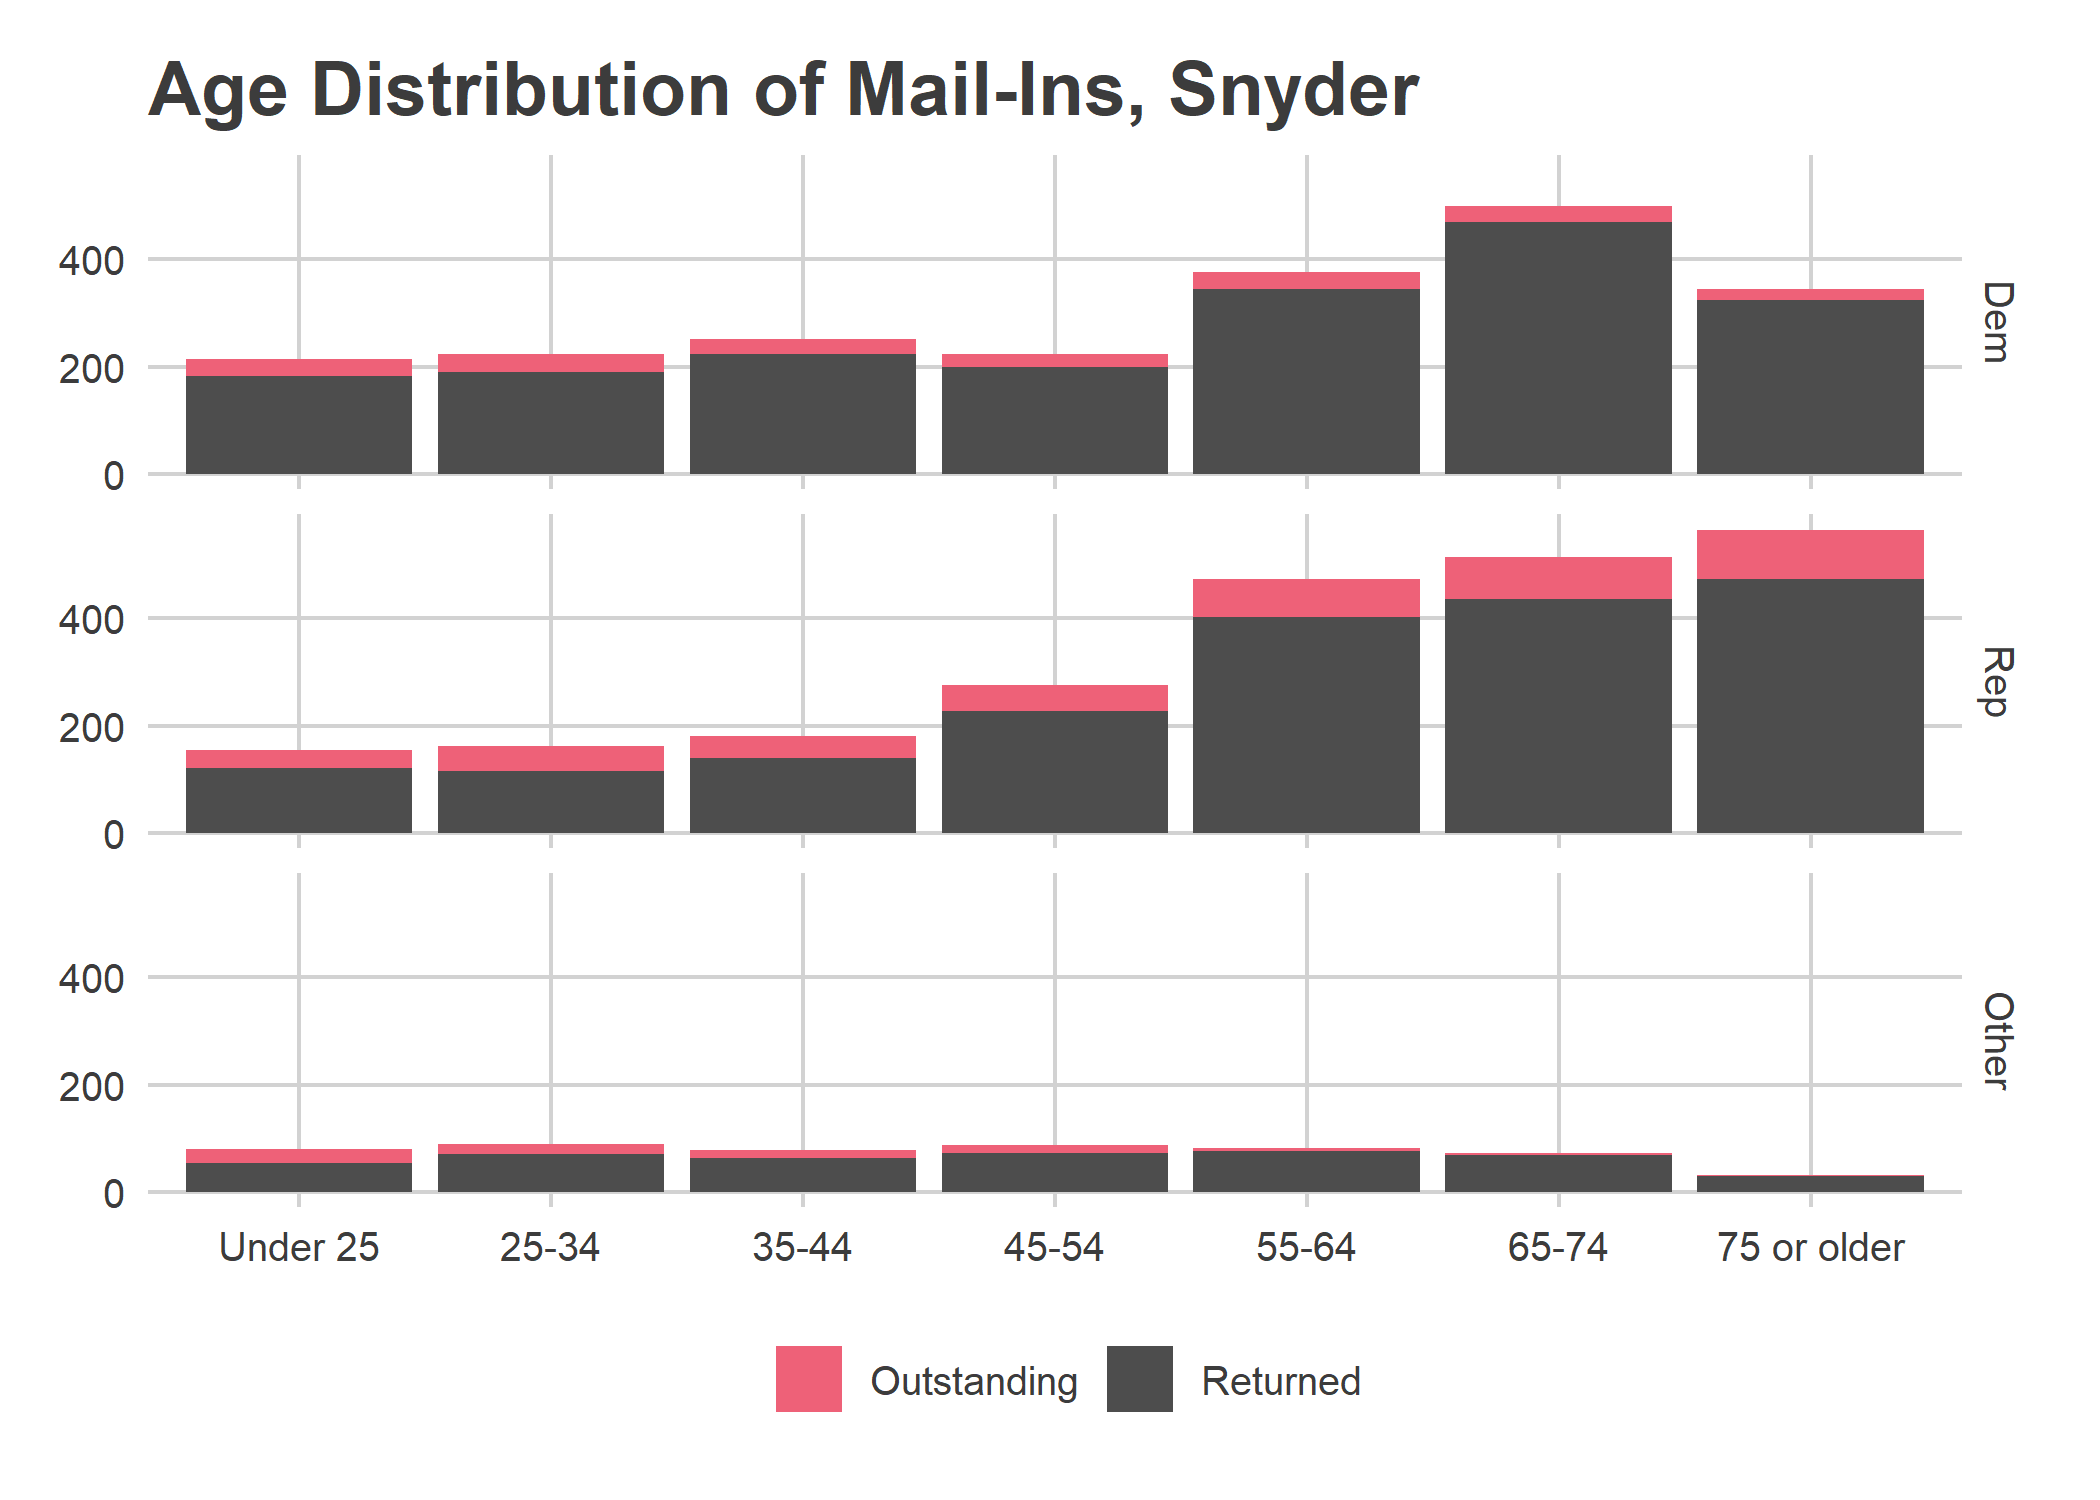 Age Distribution of Mail-Ins, Snyder
400
200
0
Dem
400
200
0
Rep
400
200
0
Other
Under 25 25-34 35-44 45-54 55-64 65-74 75 or older
Outstanding Returned